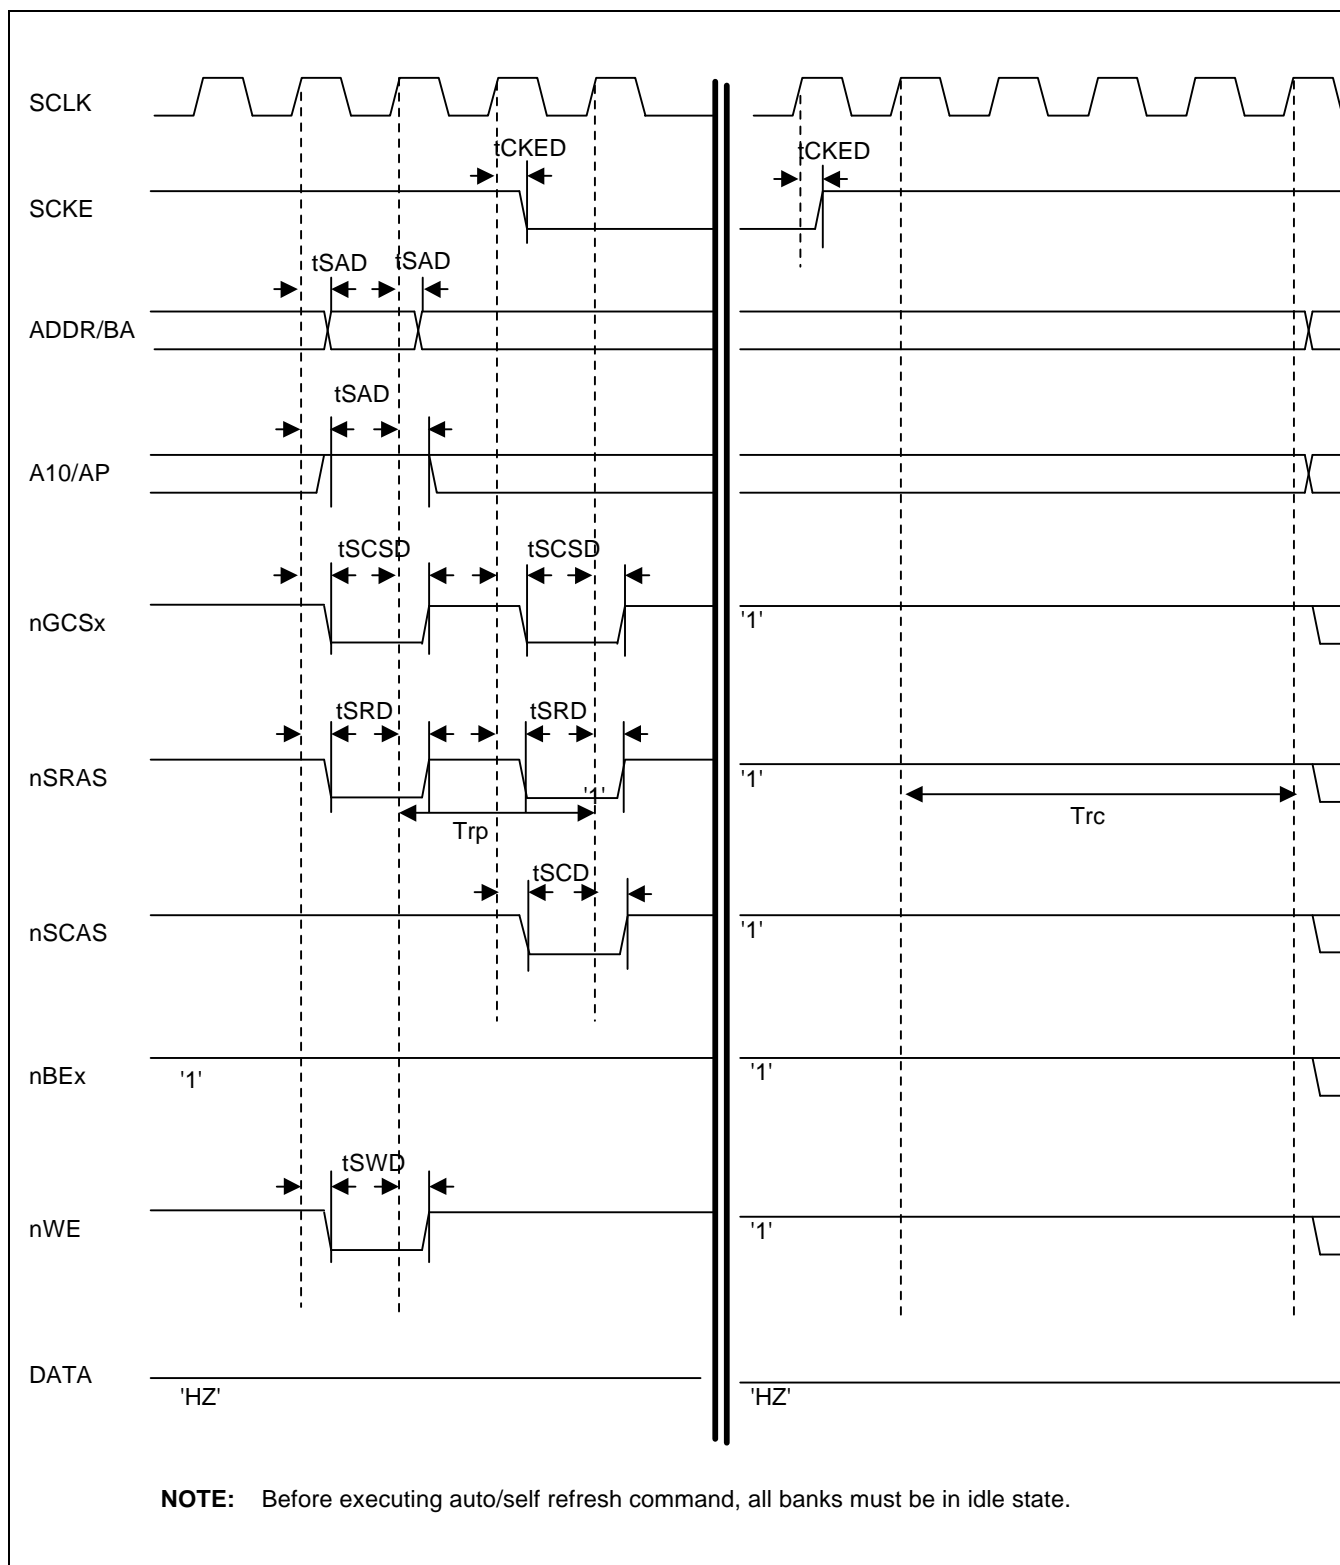 SCLK
tCKED
tCKED
SCKE
tSAD
tSAD
ADDR/BA
tSAD
A10/AP
tSCSD
tSCSD
nGCSx
'1'
tSRD
tSRD
nSRAS
'1'
'1'
Trp
Trc
tSCD
nSCAS
'1'
nBEx
'1'
'1'
tSWD
nWE
'1'
DATA
'HZ'
'HZ'
NOTE: Before executing auto/self refresh command, all banks must be in idle state.